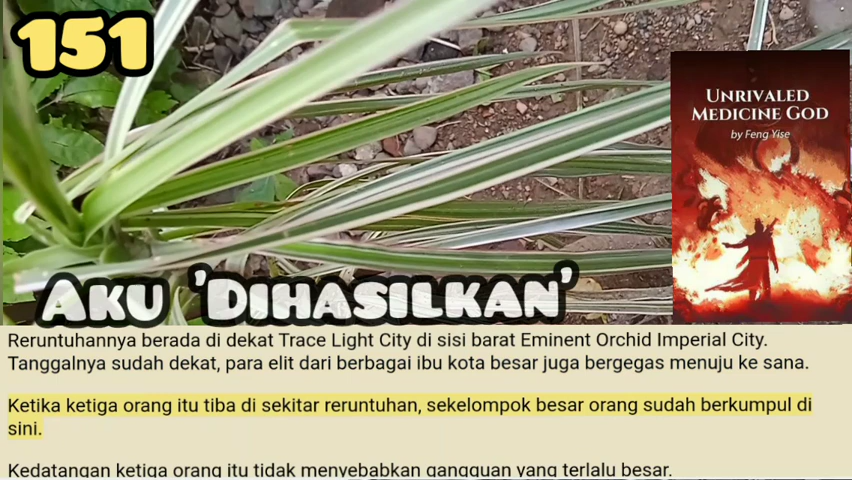 151
UNRIVALED
MEDICINE GOD
by Feng Yise
AKU 'DIHASILKAN'
Reruntuhannya berada di dekat Trace Light City di sisi barat Eminent Orchid Imperial City.
Tanggalnya sudah dekat, para elit dari berbagai ibu kota besar juga bergegas menuju ke sana.
Ketika ketiga orang itu tiba di sekitar reruntuhan, sekelompok besar orang sudah berkumpul di
sini.
Kedatangan ketiga orang itu tidak menyebabkan gangguan yang terlalu besar.